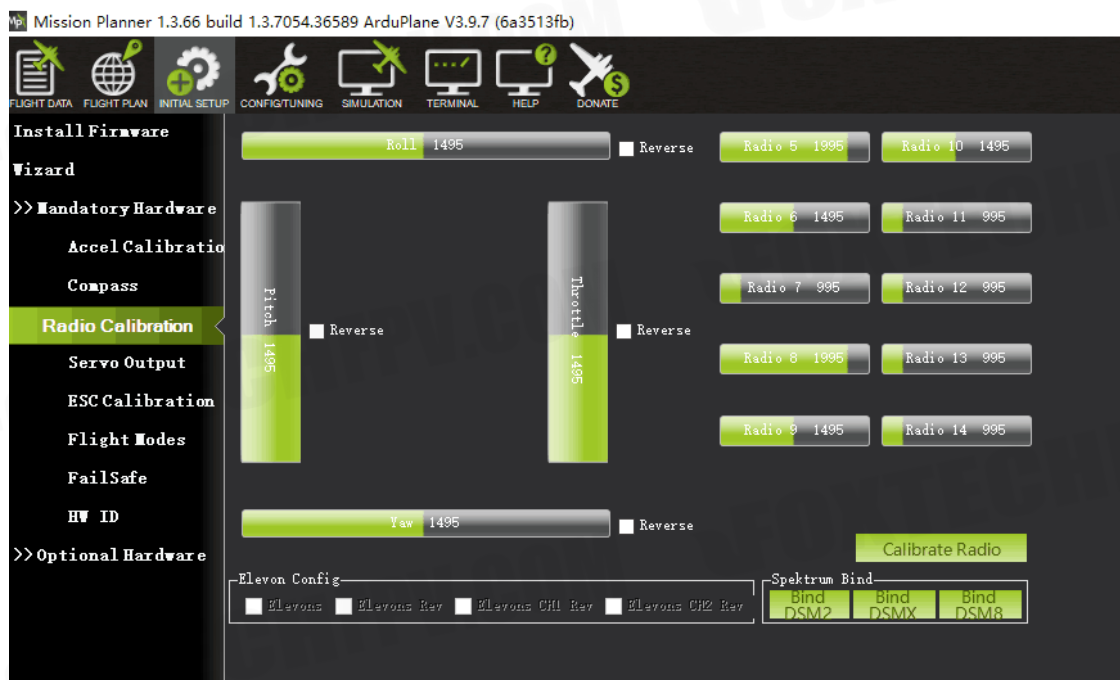 Mission Planner 1.3.66 build 1.3.7054.36589 ArduPlane V3.9.7 (6a3513fb)
FLIGHT DATA FLIGHT PLAN INITIAL SETUP CONFIG/TUNING SIMULATION TERMINAL HELP DONATE
Install Firmware
Wizard
>> Mandatory Hardware
Accel Calibratio
Compass
Radio Calibration
Servo Output
ESC Calibration
Flight Modes
FailSafe
HW ID
>> Optional Hardware
Roll 1495
Reverse
Pitch 1495
Reverse
Throttle 1495
Reverse
Yaw 1495
Reverse
Radio 5 1995
Radio 10 1495
Radio 6 1495
Radio 11 995
Radio 7 995
Radio 12 995
Radio 8 1995
Radio 13 995
Radio 9 1495
Radio 14 995
Calibrate Radio
Elevon Config
Elevons Elevons Rev Elevons CH1 Rev Elevons CH2 Rev
Spektrum Bind
Bind DSM2
Bind DSMX
Bind DSM8